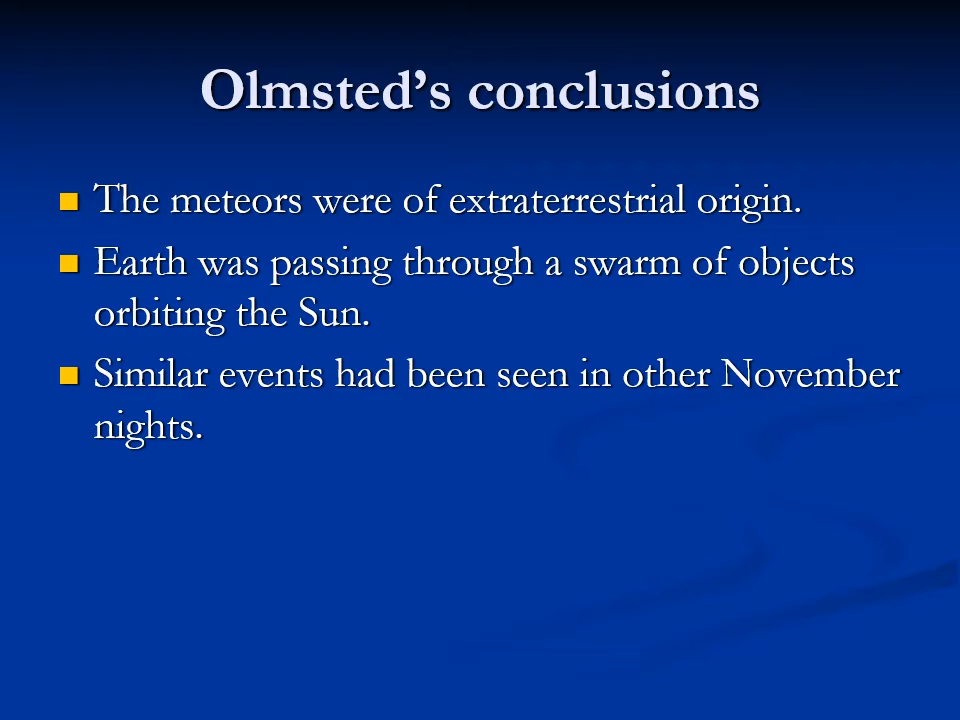 Olmsted’s conclusions
The meteors were of extraterrestrial origin.
Earth was passing through a swarm of objects
orbiting the Sun.
Similar events had been seen in other November
nights.